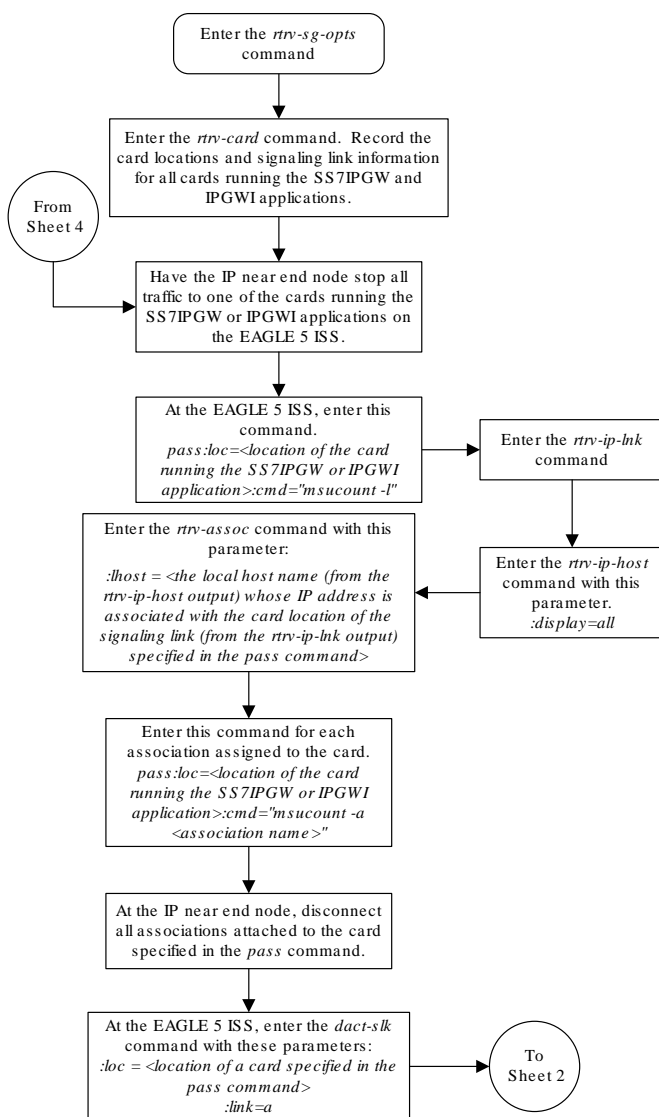 Enter the rtrv-sg-opts
command
Enter the rtrv-card command. Record the
card locations and signaling link information
for all cards running the SS7IPGW and
IPGWI applications.
From
Sheet 4
Have the IP near end node stop all
traffic to one of the cards running the
SS7IPGW or IPGWI applications on
the EAGLE 5 ISS.
At the EAGLE 5 ISS, enter this
command.
pass:loc=<location of the card
running the SS7IPGW or IPGWI
application>:cmd="msucount -l"
Enter the rtrv-ip-lnk
command
Enter the rtrv-ip-host
command with this
parameter.
:display=all
Enter the rtrv-assoc command with this
parameter:
:lhost = <the local host name (from the
rtrv-ip-host output) whose IP address is
associated with the card location of the
signaling link (from the rtrv-ip-lnk output)
specified in the pass command>
Enter this command for each
association assigned to the card.
pass:loc=<location of the card
running the SS7IPGW or IPGWI
application>:cmd="msucount -a
<association name>"
At the IP near end node, disconnect
all associations attached to the card
specified in the pass command.
At the EAGLE 5 ISS, enter the dact-slk
command with these parameters:
:loc = <location of a card specified in the
pass command>
:link=a
To
Sheet 2